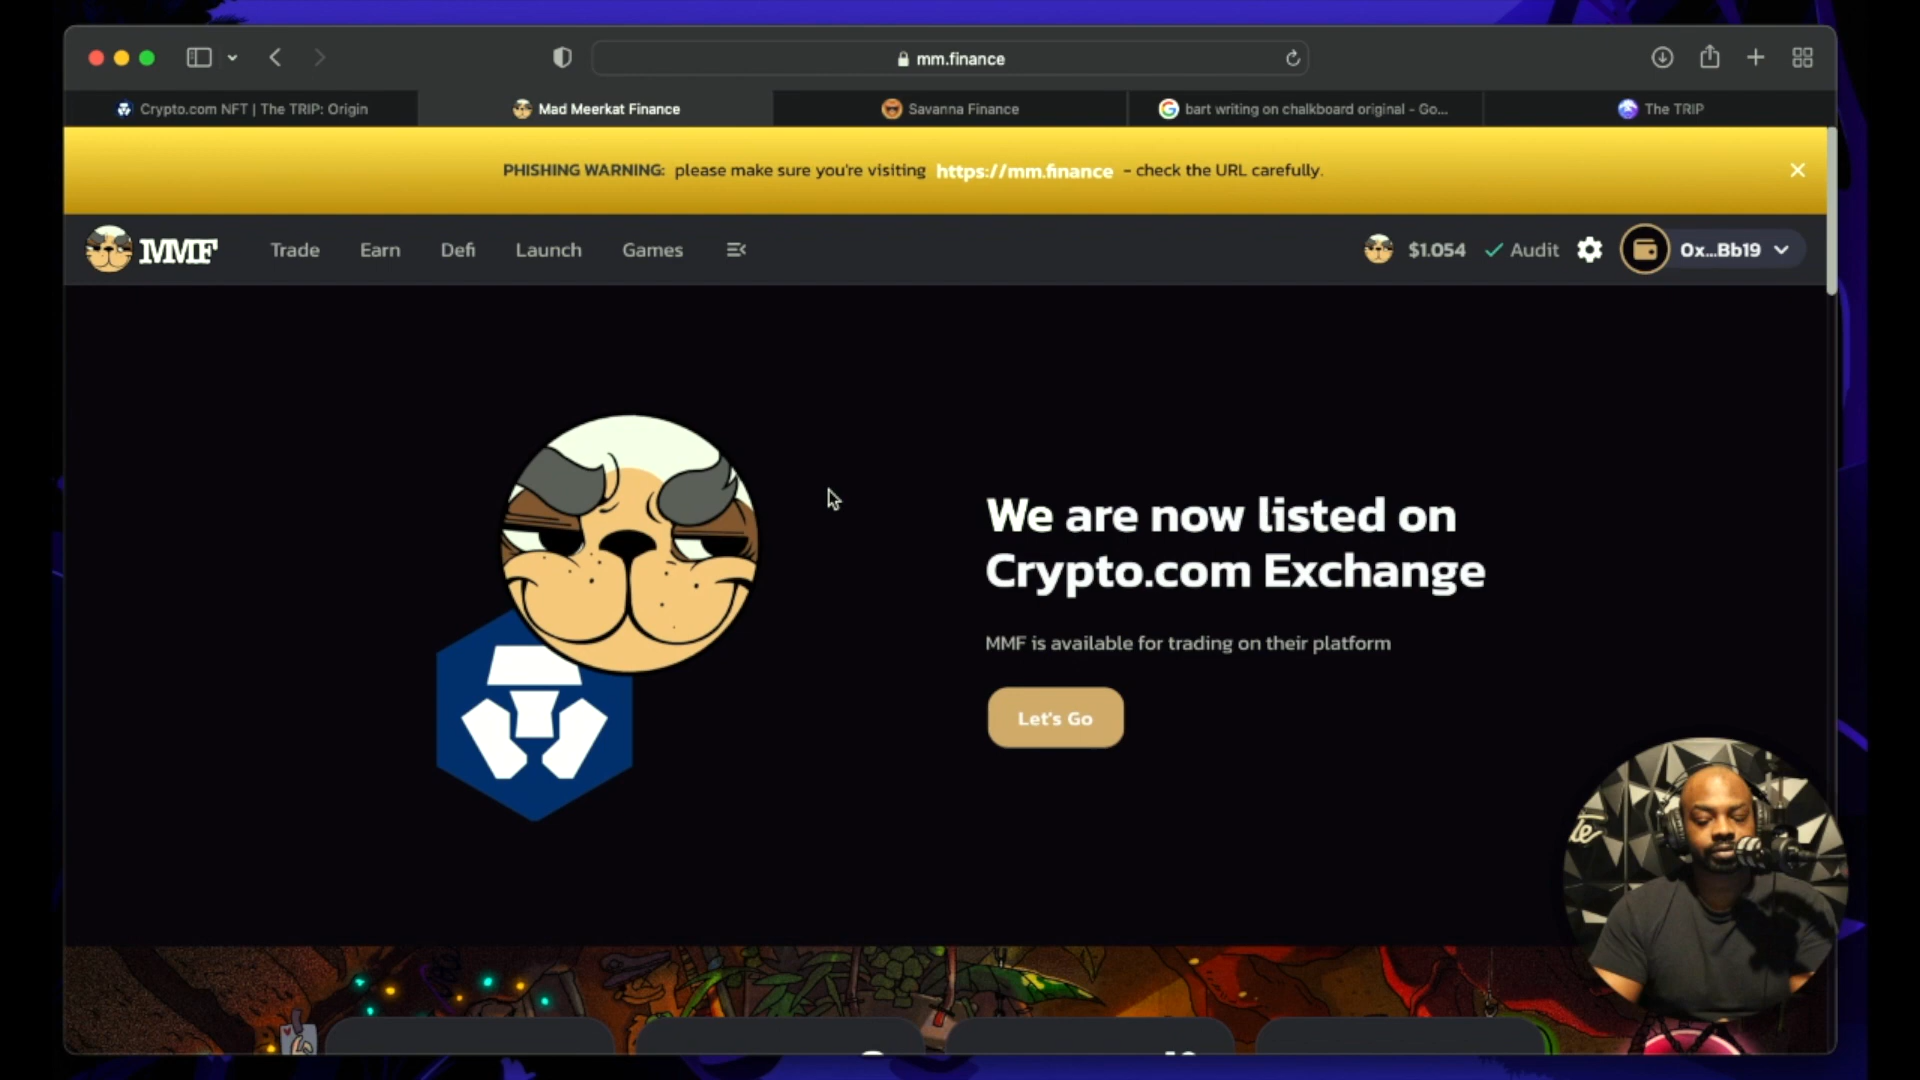 mm.finance
Crypto.com NFT | The TRIP: Origin
Mad Meerkat Finance
Savanna Finance
bart writing on chalkboard original - Go...
The TRIP
PHISHING WARNING: please make sure you're visiting https://mm.finance - check the URL carefully.
MMF
Trade
Earn
Defi
Launch
Games
$1.054
Audit
0x...Bb19
We are now listed on
Crypto.com Exchange
MMF is available for trading on their platform
Let's Go